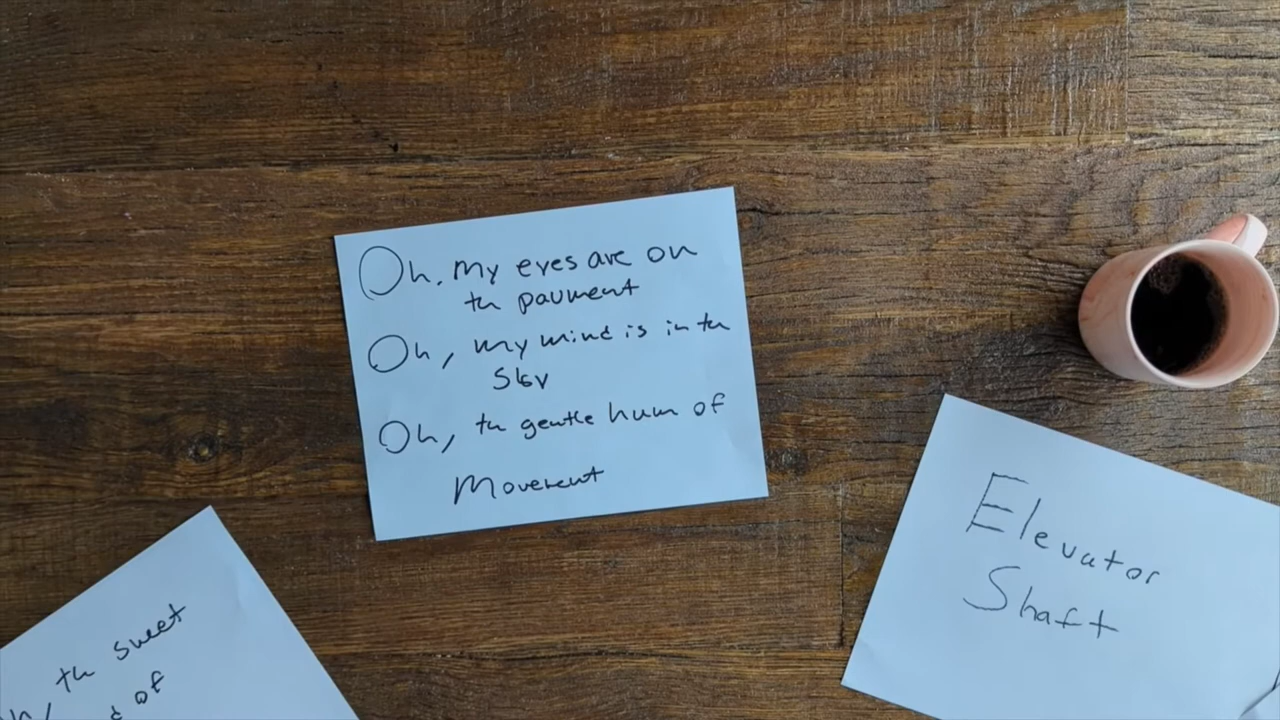 Oh, my eyes are on
th pavment
Oh, my mind is in th
sky
Oh, th gentle hum of
Movement
Elevator
Shaft
th sweet
of